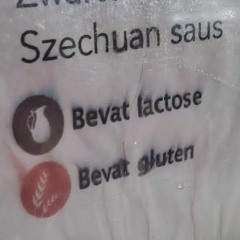 Szechuan saus
Bevat lactose
Bevat gluten